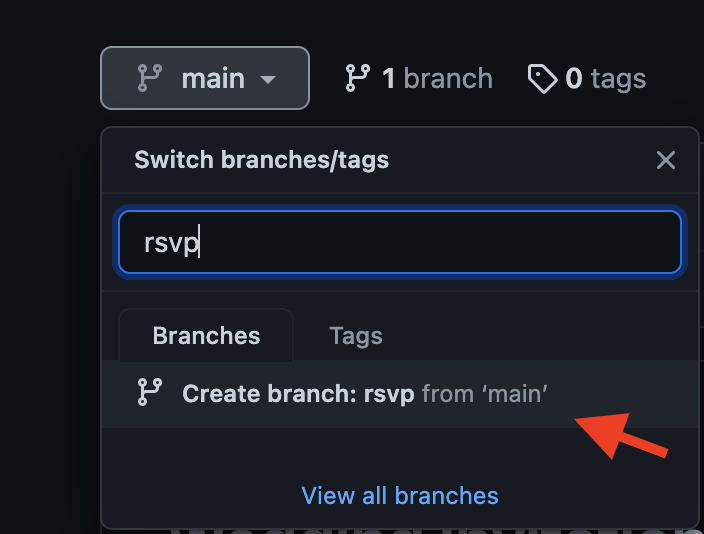 main 1 branch 0 tags
Switch branches/tags
rsvp
Branches Tags
Create branch: rsvp from ‘main’
View all branches